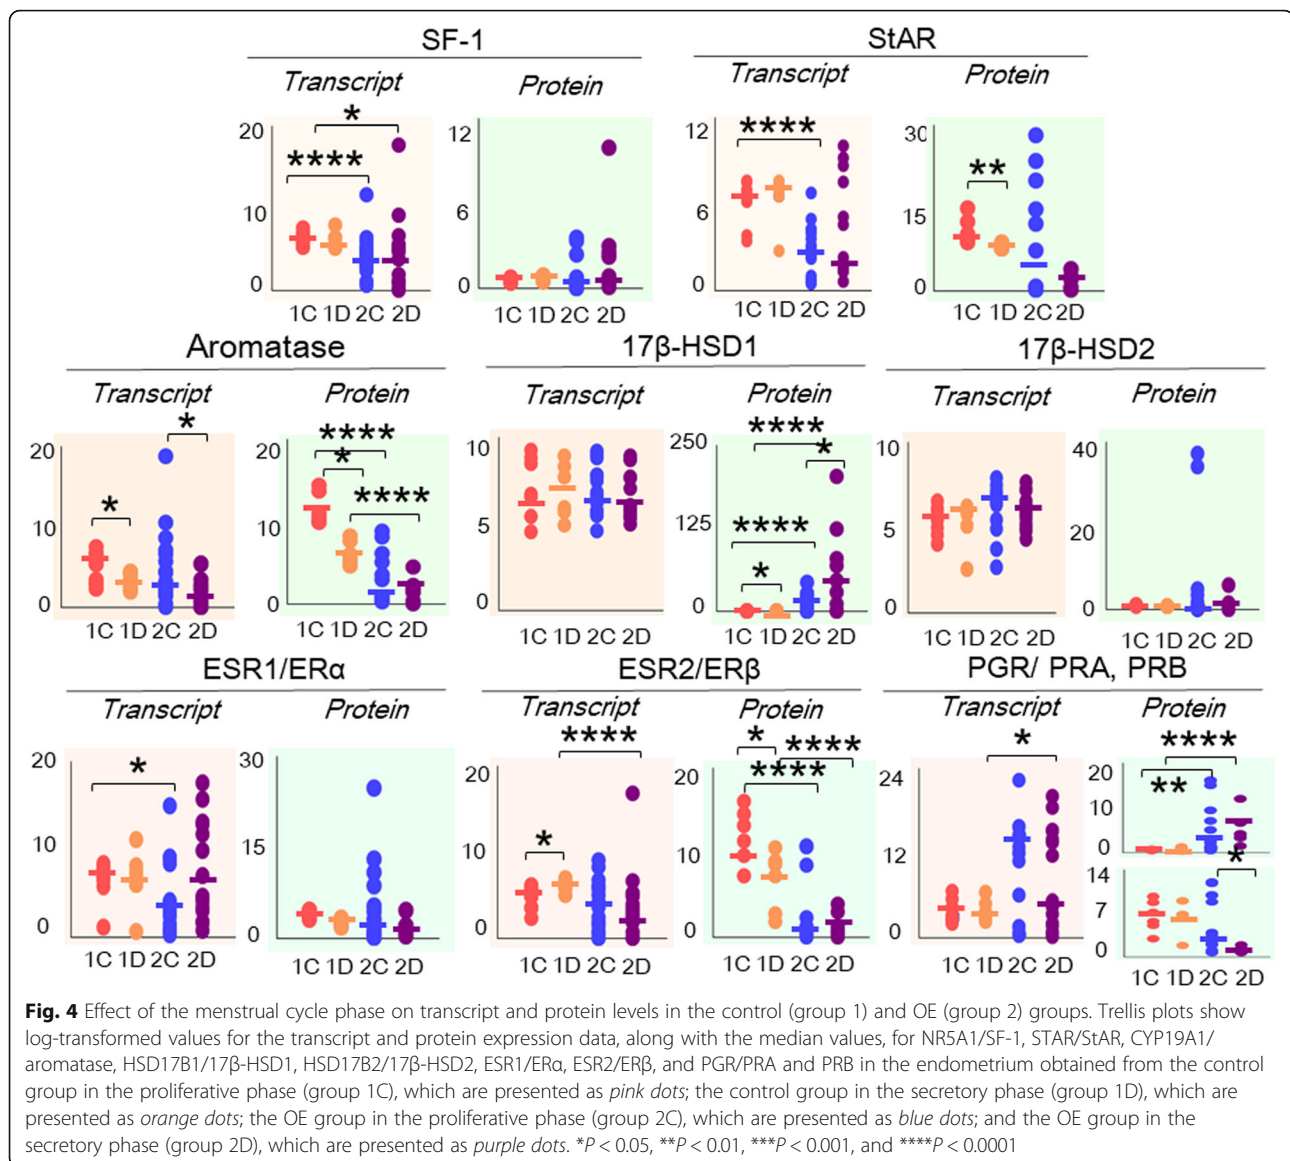 SF-1
StAR
Transcript
Protein
Transcript
Protein
*
****
20
10
0
12
6
0
****
12
6
0
**
30
15
0
1C 1D 2C 2D
1C 1D 2C 2D
1C 1D 2C 2D
1C 1D 2C 2D
Aromatase
17β-HSD1
17β-HSD2
Transcript
Protein
Transcript
Protein
Transcript
Protein
*
*
20
10
0
****
*
****
20
10
0
10
5
0
****
*
****
*
250
125
0
10
5
0
40
20
0
1C 1D 2C 2D
1C 1D 2C 2D
1C 1D 2C 2D
1C 1D 2C 2D
1C 1D 2C 2D
1C 1D 2C 2D
ESR1/ERα
ESR2/ERβ
PGR/ PRA, PRB
Transcript
Protein
Transcript
Protein
Transcript
Protein
*
20
10
0
30
15
0
****
*
20
10
0
*
****
****
20
10
0
*
24
12
0
****
**
20
10
0
*
14
7
0
1C 1D 2C 2D
1C 1D 2C 2D
1C 1D 2C 2D
1C 1D 2C 2D
1C 1D 2C 2D
1C 1D 2C 2D
Fig. 4 Effect of the menstrual cycle phase on transcript and protein levels in the control (group 1) and OE (group 2) groups. Trellis plots show
log-transformed values for the transcript and protein expression data, along with the median values, for NR5A1/SF-1, STAR/StAR, CYP19A1/
aromatase, HSD17B1/17β-HSD1, HSD17B2/17β-HSD2, ESR1/ERα, ESR2/ERβ, and PGR/PRA and PRB in the endometrium obtained from the control
group in the proliferative phase (group 1C), which are presented as pink dots; the control group in the secretory phase (group 1D), which are
presented as orange dots; the OE group in the proliferative phase (group 2C), which are presented as blue dots; and the OE group in the
secretory phase (group 2D), which are presented as purple dots. *P < 0.05, **P < 0.01, ***P < 0.001, and ****P < 0.0001